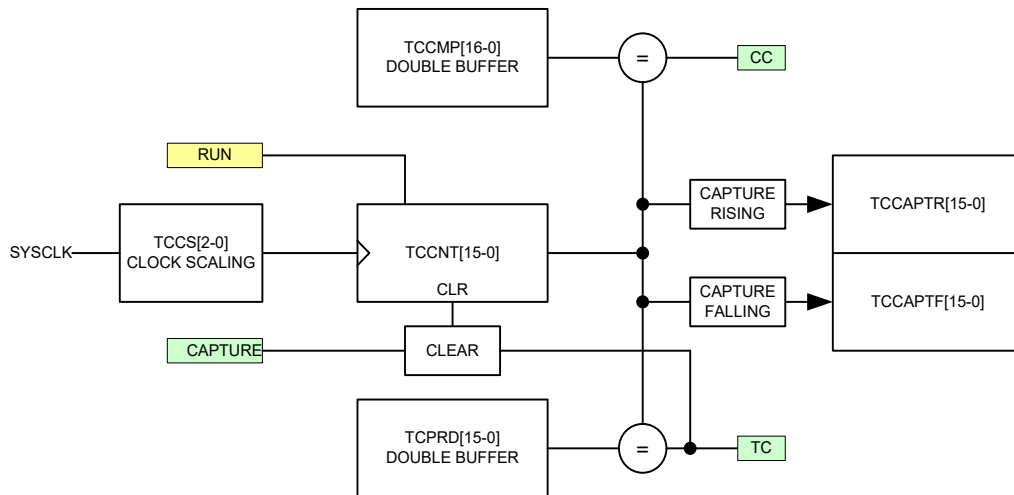 TCCMP[16-0]
DOUBLE BUFFER
=
CC
RUN
SYSCLK
TCCS[2-0]
CLOCK SCALING
TCCNT[15-0]
CLR
CAPTURE
RISING
TCCAPTR[15-0]
CAPTURE
FALLING
TCCAPTF[15-0]
CAPTURE
CLEAR
TCPRD[15-0]
DOUBLE BUFFER
=
TC